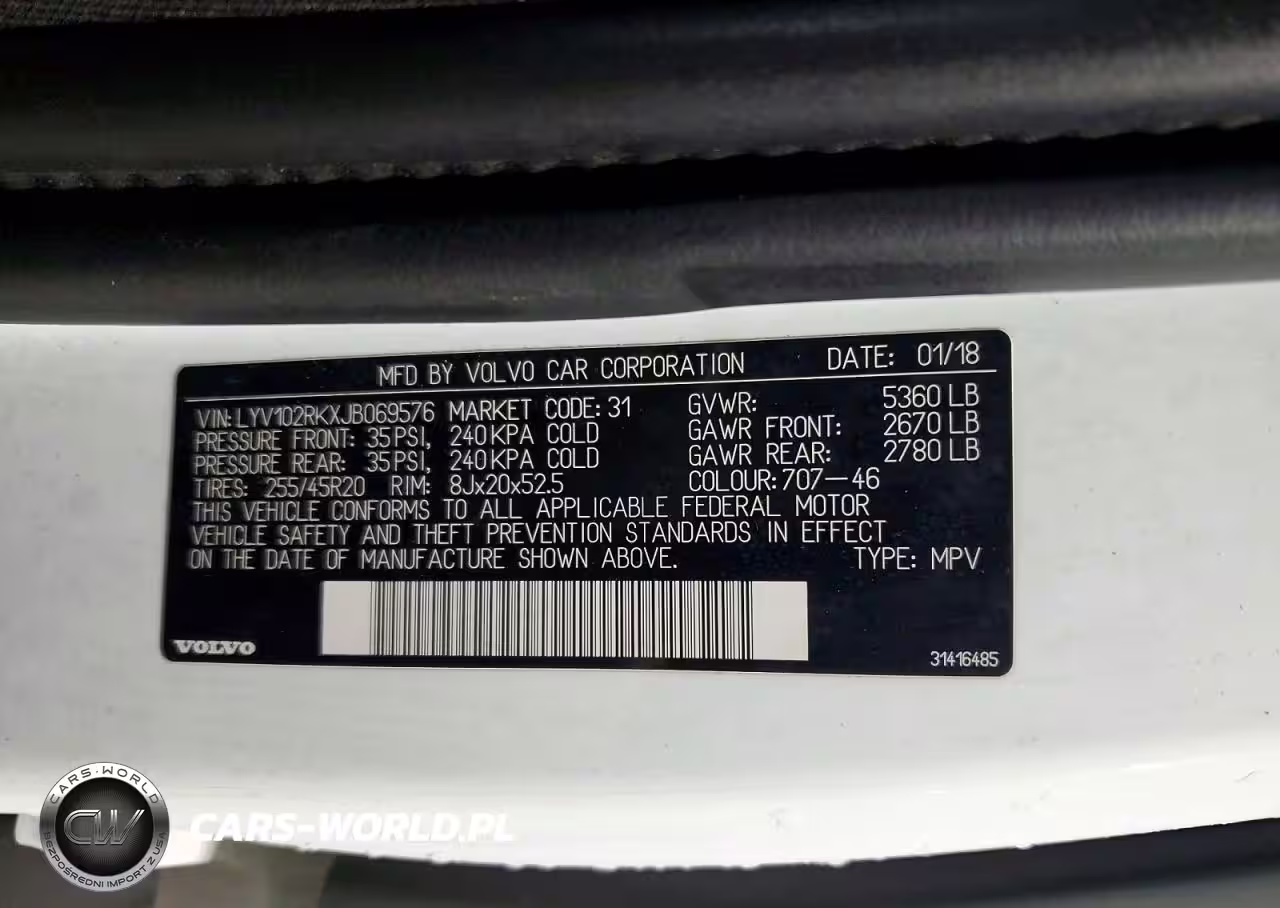 MFD BY VOLVO CAR CORPORATION DATE: 01/18
VIN: LYV102RKXJB069576 MARKET CODE: 31 GVWR: 5360 LB
PRESSURE FRONT: 35 PSI, 240 KPA COLD GAWR FRONT: 2670 LB
PRESSURE REAR: 35 PSI, 240 KPA COLD GAWR REAR: 2780 LB
TIRES: 255/45R20 RIM: 8Jx20x52.5 COLOUR: 707-46
THIS VEHICLE CONFORMS TO ALL APPLICABLE FEDERAL MOTOR
VEHICLE SAFETY AND THEFT PREVENTION STANDARDS IN EFFECT
ON THE DATE OF MANUFACTURE SHOWN ABOVE. TYPE: MPV
VOLVO
31416485
CARS-WORLD
CW
BEZPOŚREDNI IMPORT Z USA
CARS-WORLD.PL